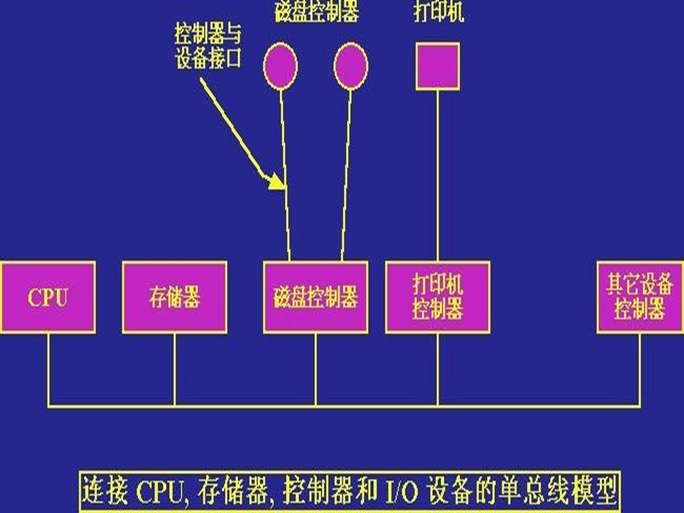 磁盘控制器
打印机
控制器与
设备接口
CPU
存储器
磁盘控制器
打印机
控制器
其它设备
控制器
连接 CPU, 存储器, 控制器和 I/O 设备的单总线模型